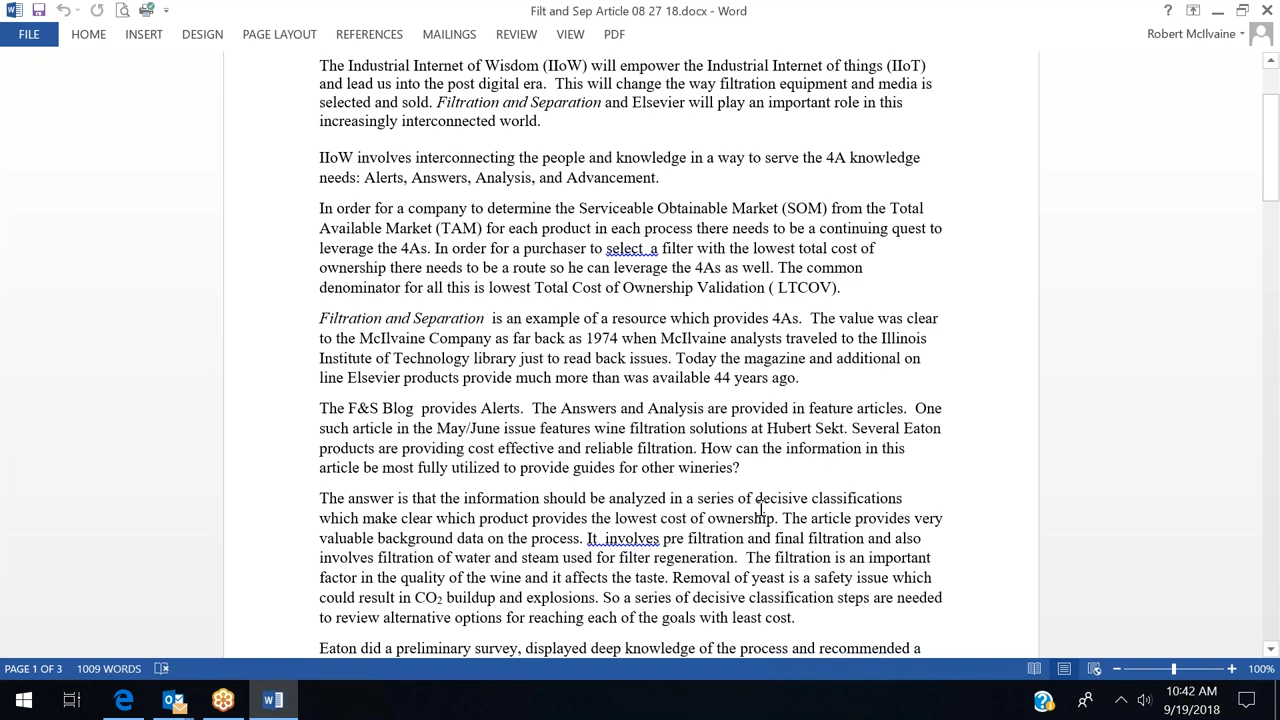 Filt and Sep Article 08 27 18.docx - Word
FILE HOME INSERT DESIGN PAGE LAYOUT REFERENCES MAILINGS REVIEW VIEW PDF Robert McIlvaine
The Industrial Internet of Wisdom (IIoW) will empower the Industrial Internet of things (IIoT)
and lead us into the post digital era.  This will change the way filtration equipment and media is
selected and sold. Filtration and Separation and Elsevier will play an important role in this
increasingly interconnected world.
IIoW involves interconnecting the people and knowledge in a way to serve the 4A knowledge
needs: Alerts, Answers, Analysis, and Advancement.
In order for a company to determine the Serviceable Obtainable Market (SOM) from the Total
Available Market (TAM) for each product in each process there needs to be a continuing quest to
leverage the 4As. In order for a purchaser to select  a filter with the lowest total cost of
ownership there needs to be a route so he can leverage the 4As as well. The common
denominator for all this is lowest Total Cost of Ownership Validation ( LTCOV).
Filtration and Separation  is an example of a resource which provides 4As.  The value was clear
to the McIlvaine Company as far back as 1974 when McIlvaine analysts traveled to the Illinois
Institute of Technology library just to read back issues. Today the magazine and additional on
line Elsevier products provide much more than was available 44 years ago.
The F&S Blog  provides Alerts.  The Answers and Analysis are provided in feature articles.  One
such article in the May/June issue features wine filtration solutions at Hubert Sekt. Several Eaton
products are providing cost effective and reliable filtration. How can the information in this
article be most fully utilized to provide guides for other wineries?
The answer is that the information should be analyzed in a series of decisive classifications
which make clear which product provides the lowest cost of ownership. The article provides very
valuable background data on the process. It  involves pre filtration and final filtration and also
involves filtration of water and steam used for filter regeneration.  The filtration is an important
factor in the quality of the wine and it affects the taste. Removal of yeast is a safety issue which
could result in CO2 buildup and explosions. So a series of decisive classification steps are needed
to review alternative options for reaching each of the goals with least cost.
Eaton did a preliminary survey, displayed deep knowledge of the process and recommended a
PAGE 1 OF 3 1009 WORDS 100%
10:42 AM
9/19/2018